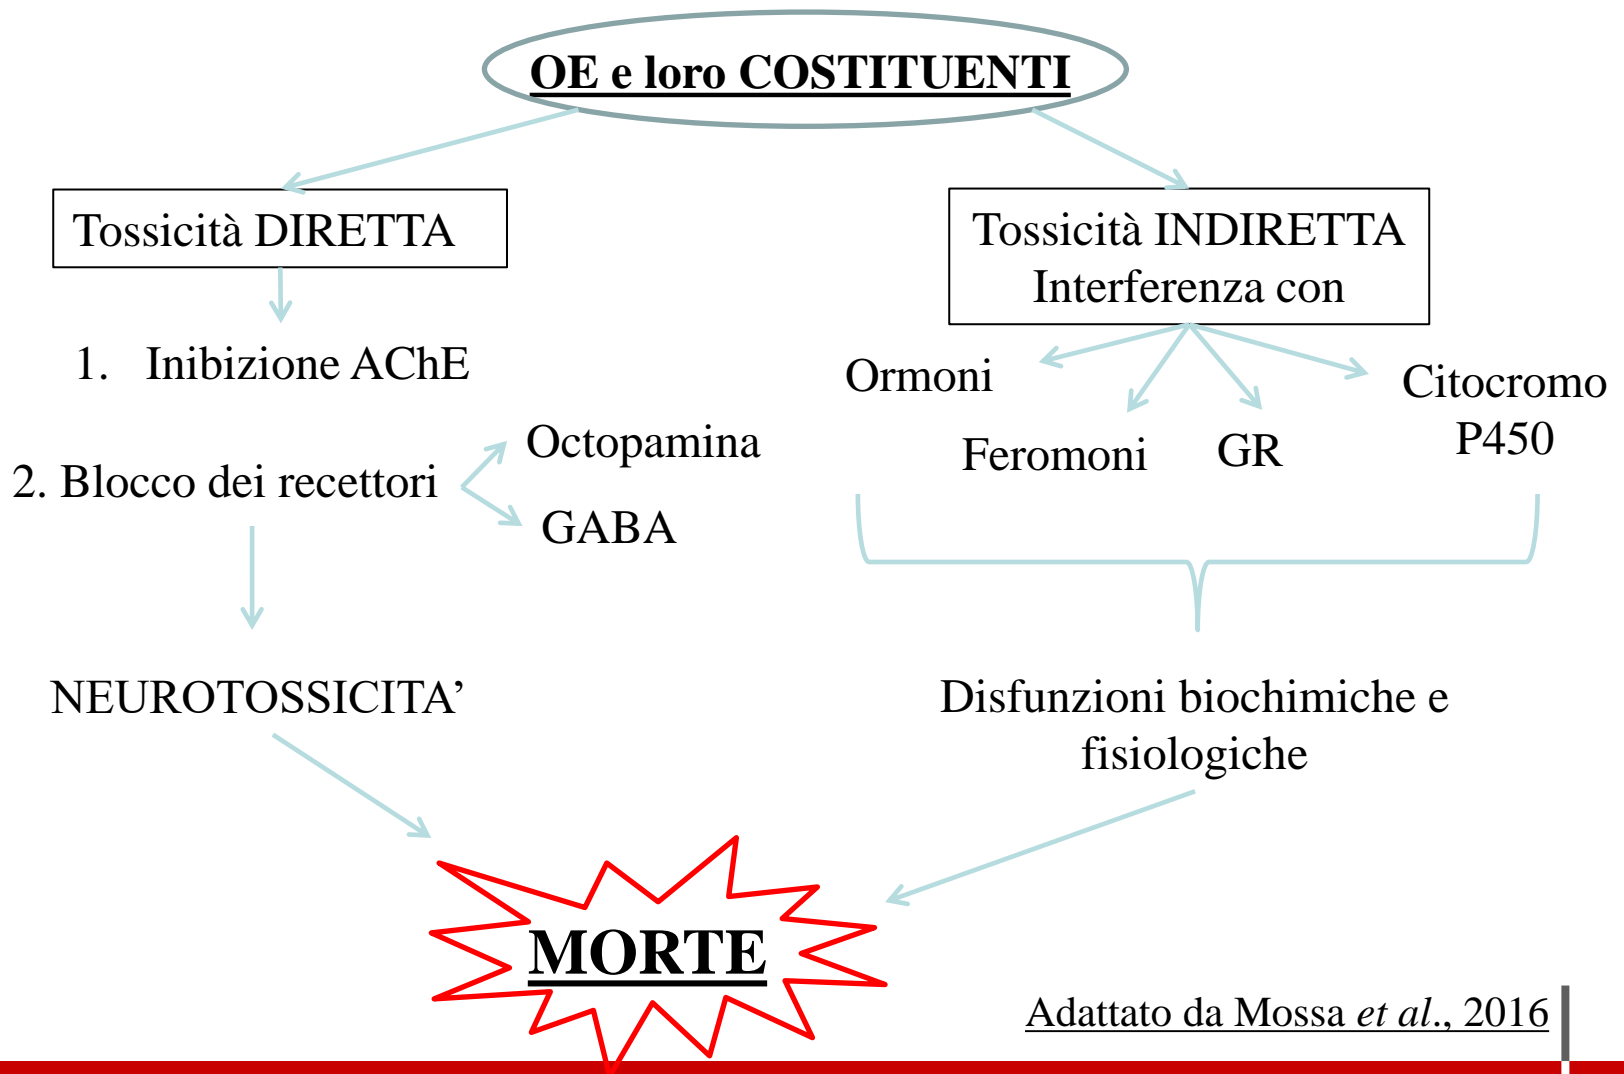 OE e loro COSTITUENTI
Tossicità DIRETTA
1. Inibizione AChE
2. Blocco dei recettori
Octopamina
GABA
NEUROTOSSICITA’
Tossicità INDIRETTA
Interferenza con
Ormoni
Feromoni
GR
Citocromo
P450
Disfunzioni biochimiche e
fisiologiche
MORTE
Adattato da Mossa et al., 2016